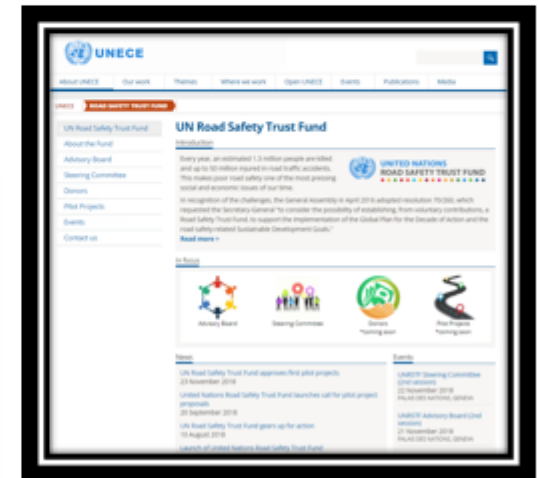 UNECE
About UNECE Our work Themes Where we work Open UNECE Events Publications Media
UNECE ROAD SAFETY TRUST FUND
UN Road Safety Trust Fund
About the Fund
Advisory Board
Steering Committee
Donors
Pilot Projects
Events
Contact us
UN Road Safety Trust Fund
Introduction
Every year, an estimated 1.3 million people are killed
and up to 50 million injured in road traffic accidents.
This makes poor road safety one of the most pressing
social and economic issues of our time.
UNITED NATIONS
ROAD SAFETY TRUST FUND
In recognition of the challenges, the General Assembly in April 2016 adopted resolution 70/260, which
requested the Secretary-General "to consider the possibility of establishing, from voluntary contributions, a
Road Safety Trust Fund, to support the implementation of the Global Plan for the Decade of Action and the
road safety-related Sustainable Development Goals."
Read more >
In focus
Advisory Board
Steering Committee
Donors
*coming soon
Pilot Projects
*coming soon
News
UN Road Safety Trust Fund approves first pilot projects
23 November 2018
United Nations Road Safety Trust Fund launches call for pilot project
proposals
20 September 2018
UN Road Safety Trust Fund gears up for action
10 August 2018
Launch of United Nations Road Safety Trust Fund
Events
UNRSTF Steering Committee
(2nd session)
22 November 2018
PALAIS DES NATIONS, GENEVA
UNRSTF Advisory Board (2nd
session)
21 November 2018
PALAIS DES NATIONS, GENEVA